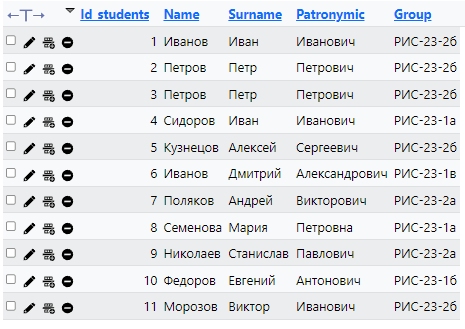 Id_students Name Surname Patronymic Group
1 Иванов Иван Иванович РИС-23-2б
2 Петров Петр Петрович РИС-23-2б
3 Петров Петр Петрович РИС-23-2б
4 Сидоров Иван Иванович РИС-23-1а
5 Кузнецов Алексей Сергеевич РИС-23-2б
6 Иванов Дмитрий Александрович РИС-23-1в
7 Поляков Андрей Викторович РИС-23-2а
8 Семенова Мария Петровна РИС-23-1а
9 Николаев Станислав Павлович РИС-23-2а
10 Федоров Евгений Антонович РИС-23-1б
11 Морозов Виктор Иванович РИС-23-2б